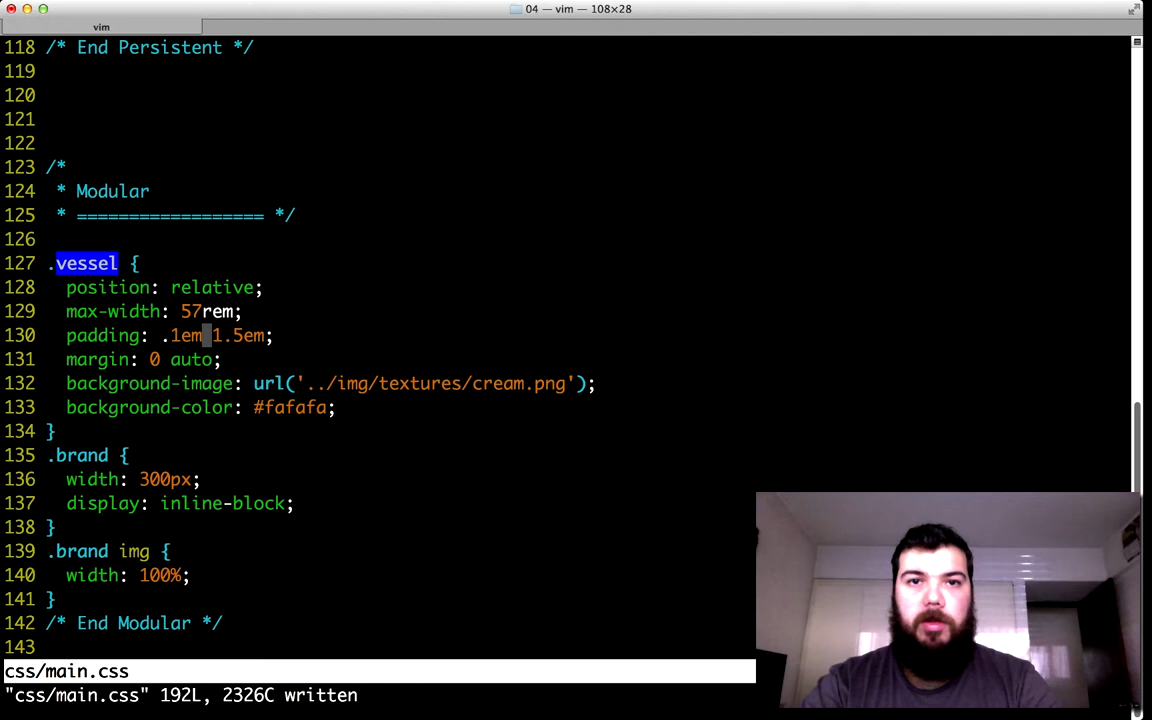 04 — vim — 108×28
vim
118 /* End Persistent */
119
120
121
122
123 /*
124  * Modular
125  * ================== */
126
127 .vessel {
128   position: relative;
129   max-width: 57rem;
130   padding: .1em 1.5em;
131   margin: 0 auto;
132   background-image: url('../img/textures/cream.png');
133   background-color: #fafafa;
134 }
135 .brand {
136   width: 300px;
137   display: inline-block;
138 }
139 .brand img {
140   width: 100%;
141 }
142 /* End Modular */
143
css/main.css
"css/main.css" 192L, 2326C written